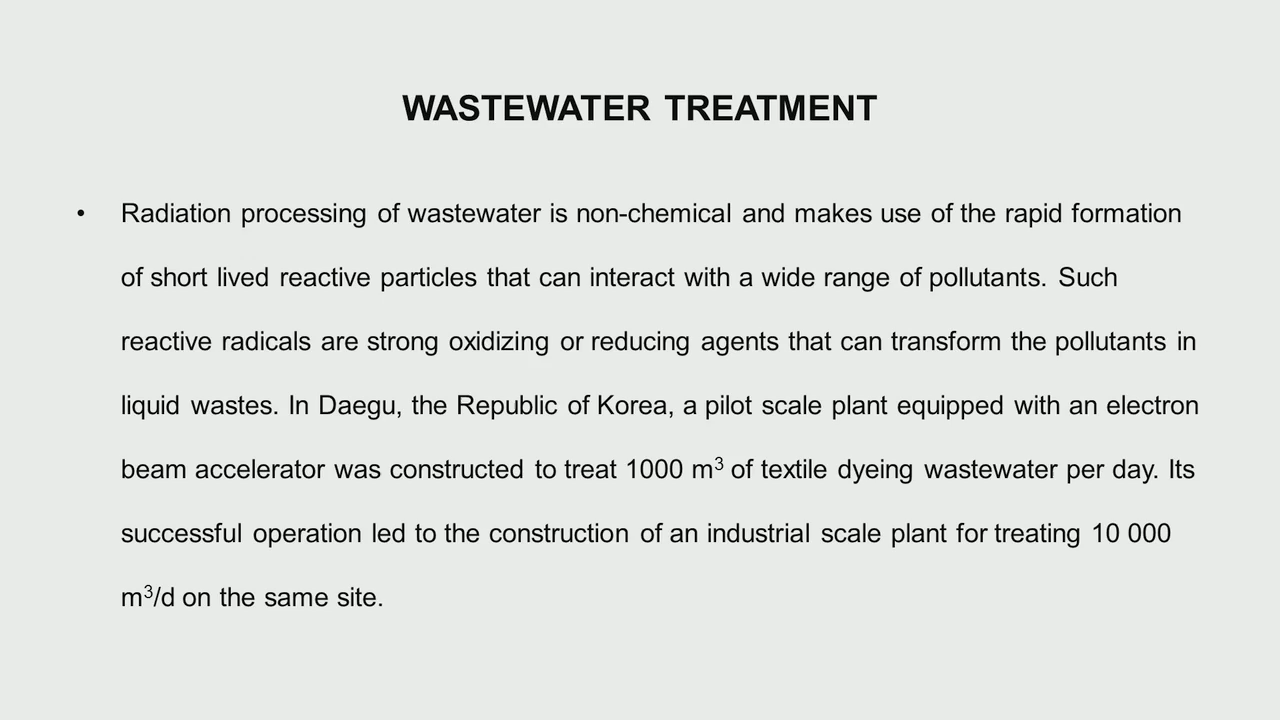 WASTEWATER TREATMENT
• Radiation processing of wastewater is non-chemical and makes use of the rapid formation
of short lived reactive particles that can interact with a wide range of pollutants. Such
reactive radicals are strong oxidizing or reducing agents that can transform the pollutants in
liquid wastes. In Daegu, the Republic of Korea, a pilot scale plant equipped with an electron
beam accelerator was constructed to treat 1000 m³ of textile dyeing wastewater per day. Its
successful operation led to the construction of an industrial scale plant for treating 10 000
m³/d on the same site.